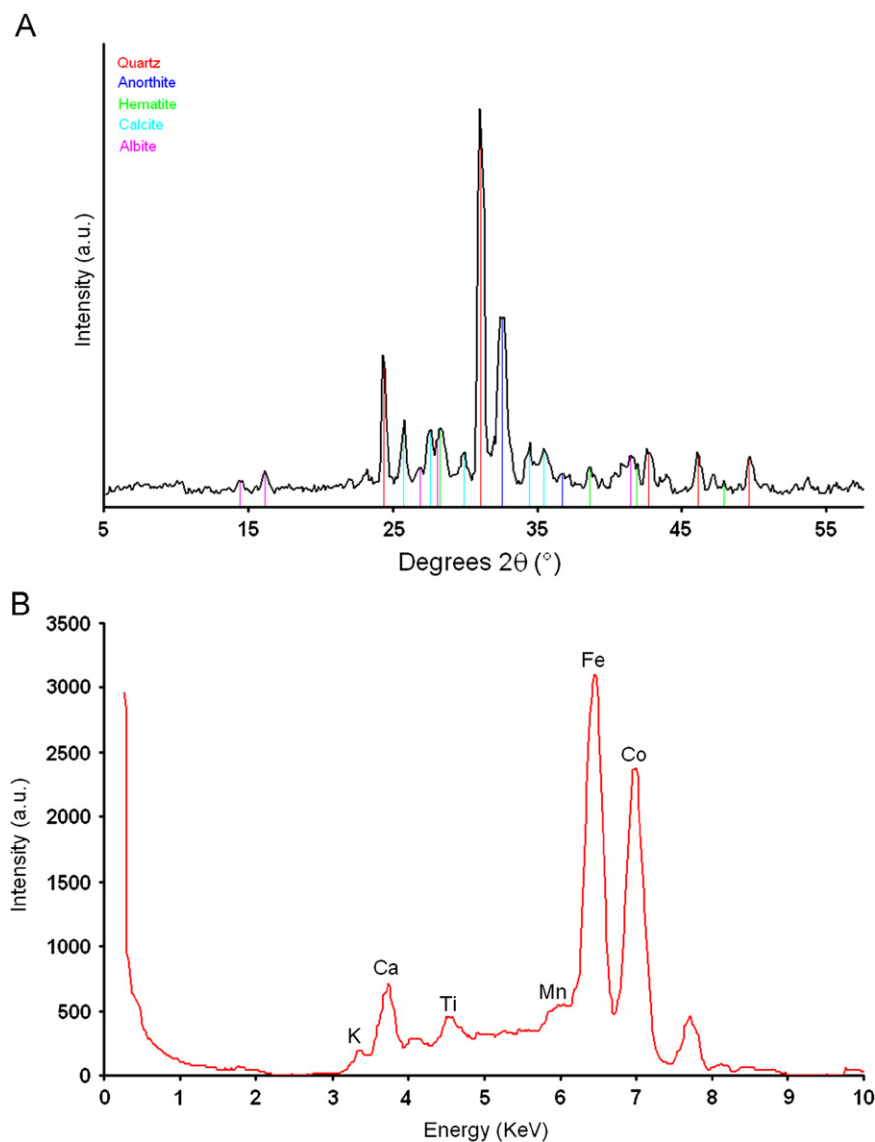 A
Quartz
Anorthite
Hematite
Calcite
Albite
Intensity (a.u.)
5 15 25 35 45 55
Degrees 2θ (°)
B
3500
3000
2500
2000
1500
1000
500
0
Fe
Co
Ca
Ti
Mn
K
Intensity (a.u.)
0 1 2 3 4 5 6 7 8 9 10
Energy (KeV)